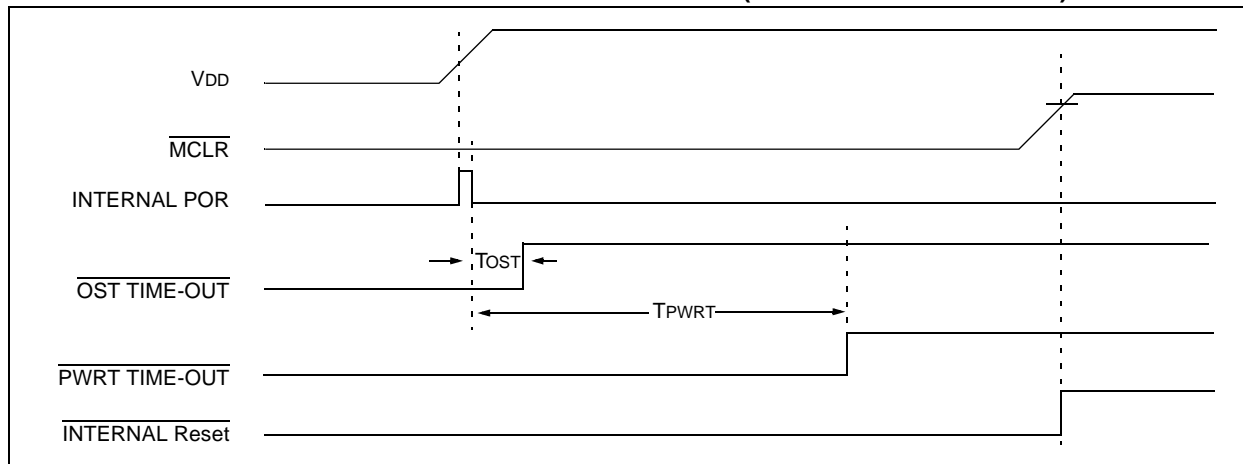 VDD
MCLR
INTERNAL POR
TOST
OST TIME-OUT
TPWRT
PWRT TIME-OUT
INTERNAL Reset